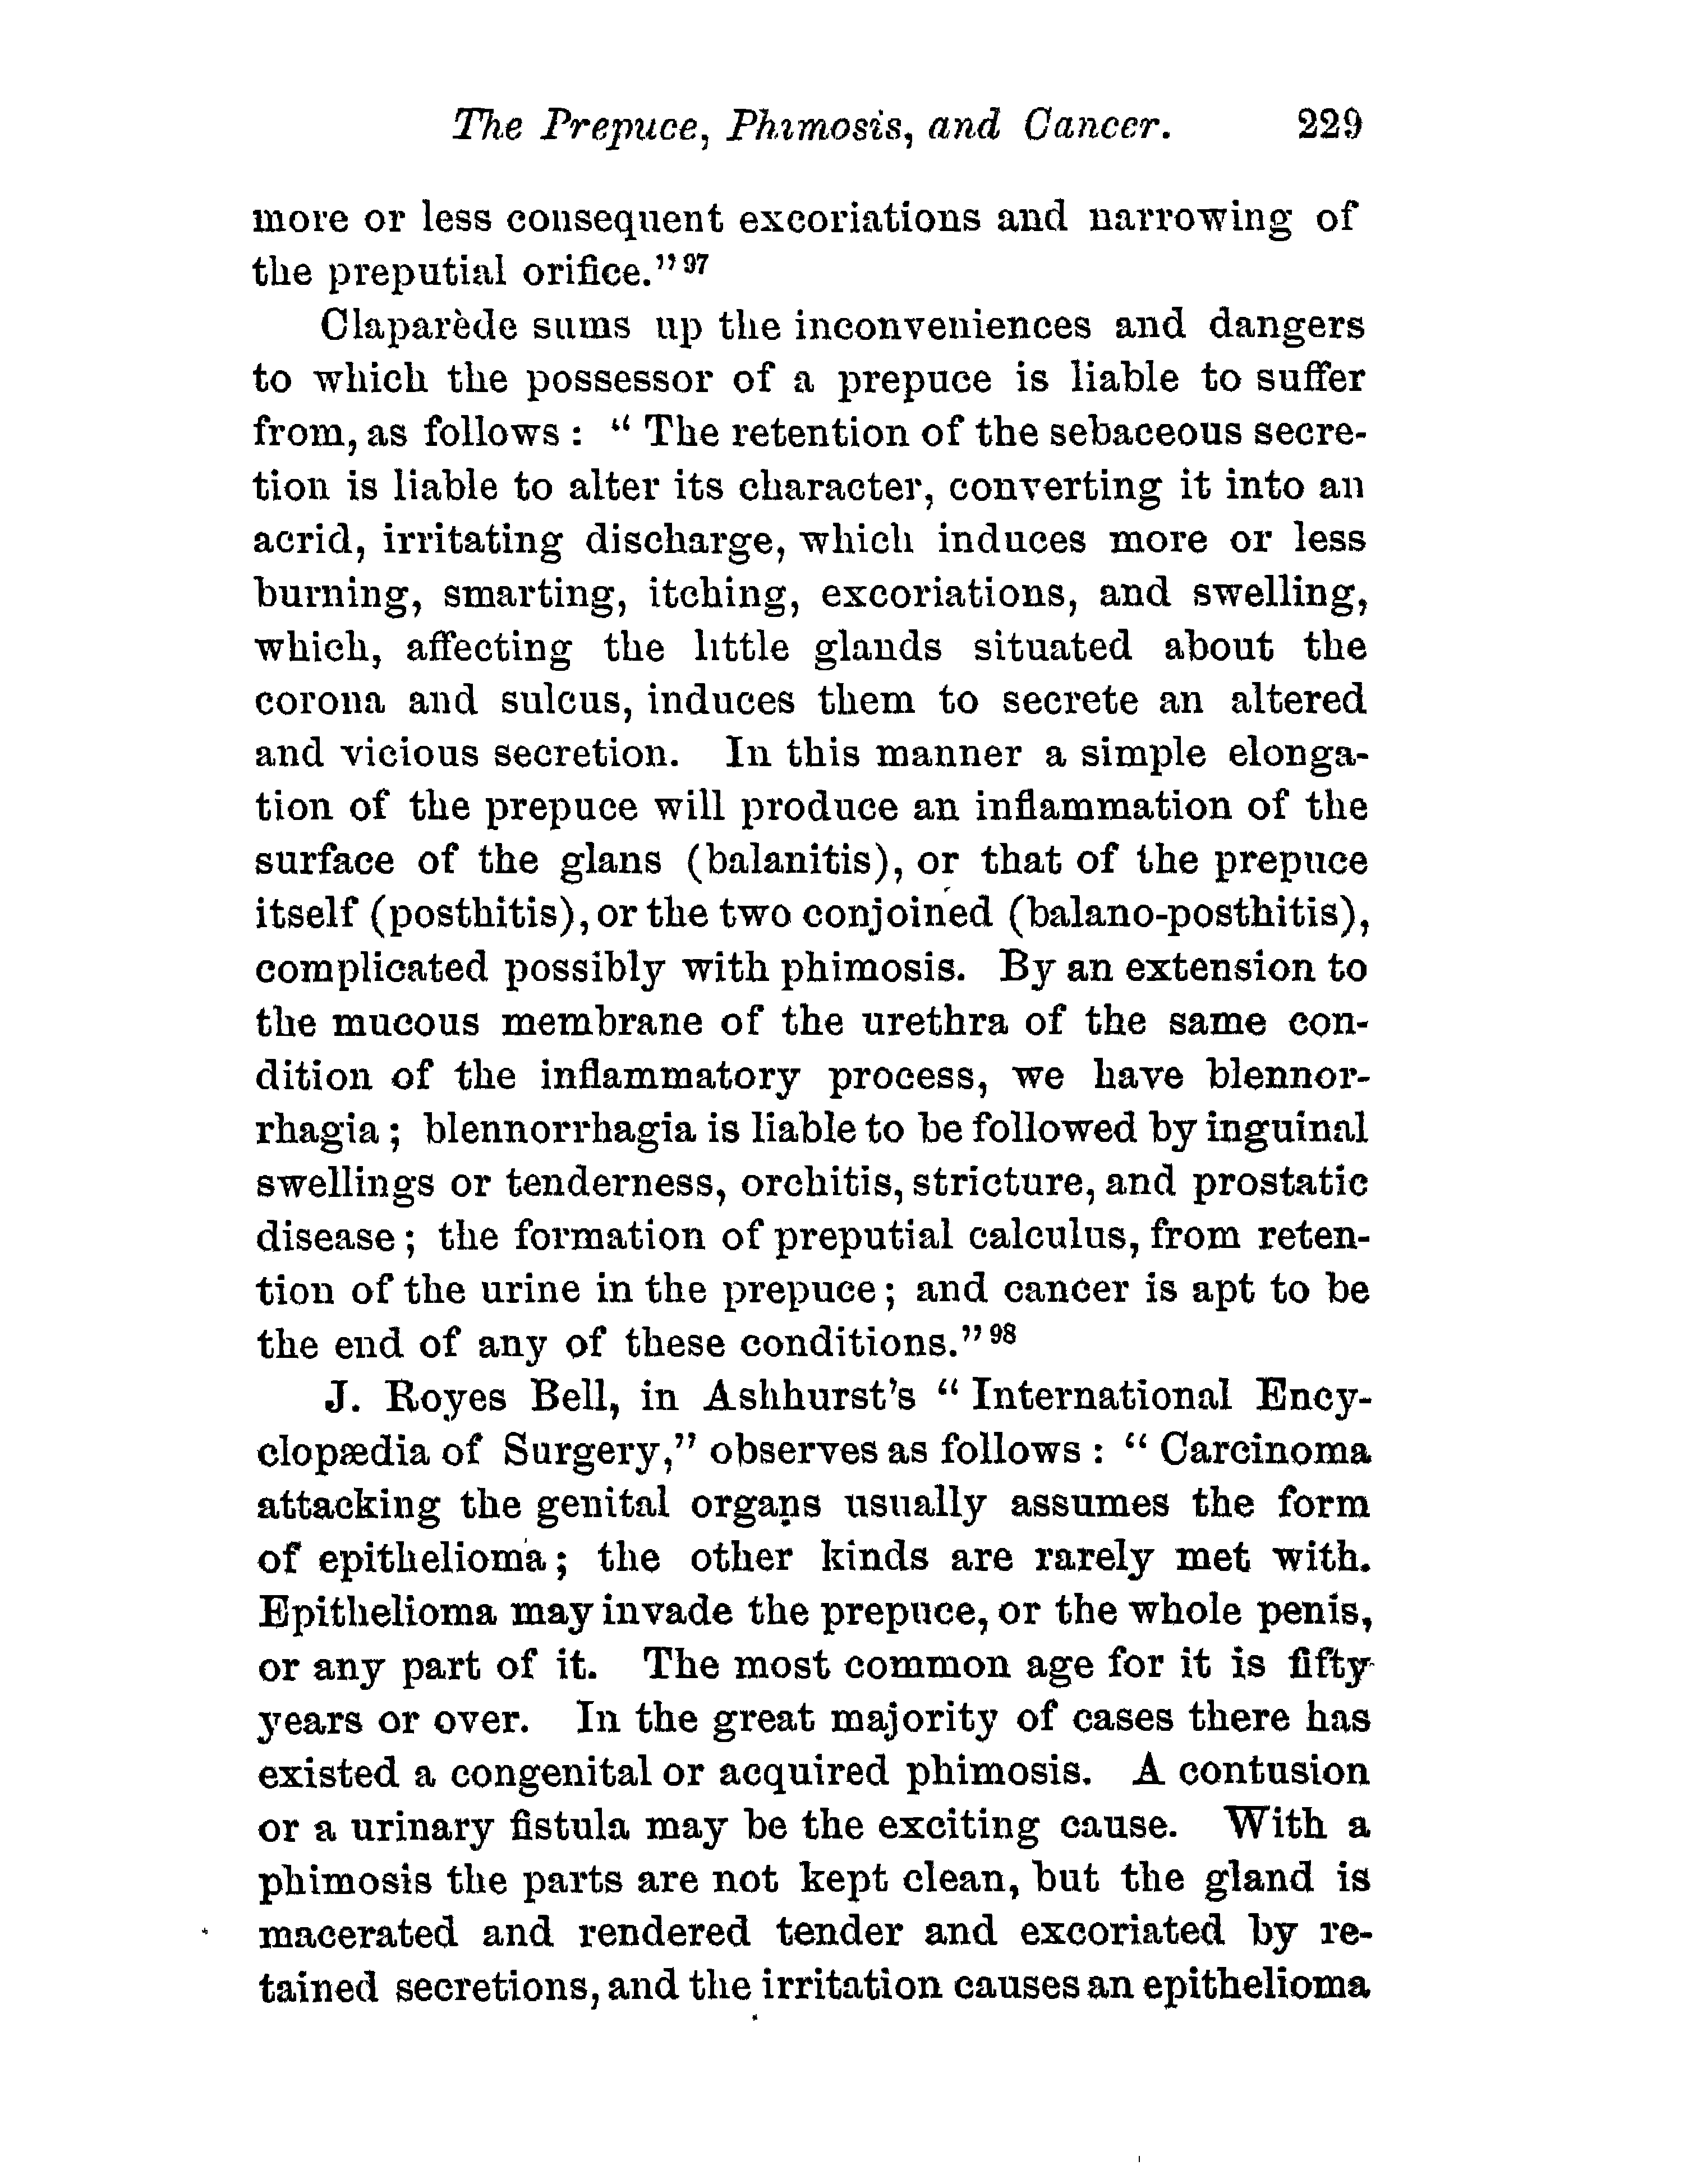 The Prepuce, Phimosis, and Cancer. 229
more or less consequent excoriations and narrowing of
the preputial orifice." 97
Claparède sums up the inconveniences and dangers
to which the possessor of a prepuce is liable to suffer
from, as follows : " The retention of the sebaceous secre-
tion is liable to alter its character, converting it into an
acrid, irritating discharge, which induces more or less
burning, smarting, itching, excoriations, and swelling,
which, affecting the little glands situated about the
corona and sulcus, induces them to secrete an altered
and vicious secretion. In this manner a simple elonga-
tion of the prepuce will produce an inflammation of the
surface of the glans (balanitis), or that of the prepuce
itself (posthitis), or the two conjoined (balano-posthitis),
complicated possibly with phimosis. By an extension to
the mucous membrane of the urethra of the same con-
dition of the inflammatory process, we have blennor-
rhagia ; blennorrhagia is liable to be followed by inguinal
swellings or tenderness, orchitis, stricture, and prostatic
disease ; the formation of preputial calculus, from reten-
tion of the urine in the prepuce ; and cancer is apt to be
the end of any of these conditions." 98
J. Royes Bell, in Ashhurst's " International Ency-
clopædia of Surgery," observes as follows : " Carcinoma
attacking the genital organs usually assumes the form
of epithelioma ; the other kinds are rarely met with.
Epithelioma may invade the prepuce, or the whole penis,
or any part of it. The most common age for it is fifty
years or over. In the great majority of cases there has
existed a congenital or acquired phimosis. A contusion
or a urinary fistula may be the exciting cause. With a
phimosis the parts are not kept clean, but the gland is
macerated and rendered tender and excoriated by re-
tained secretions, and the irritation causes an epithelioma